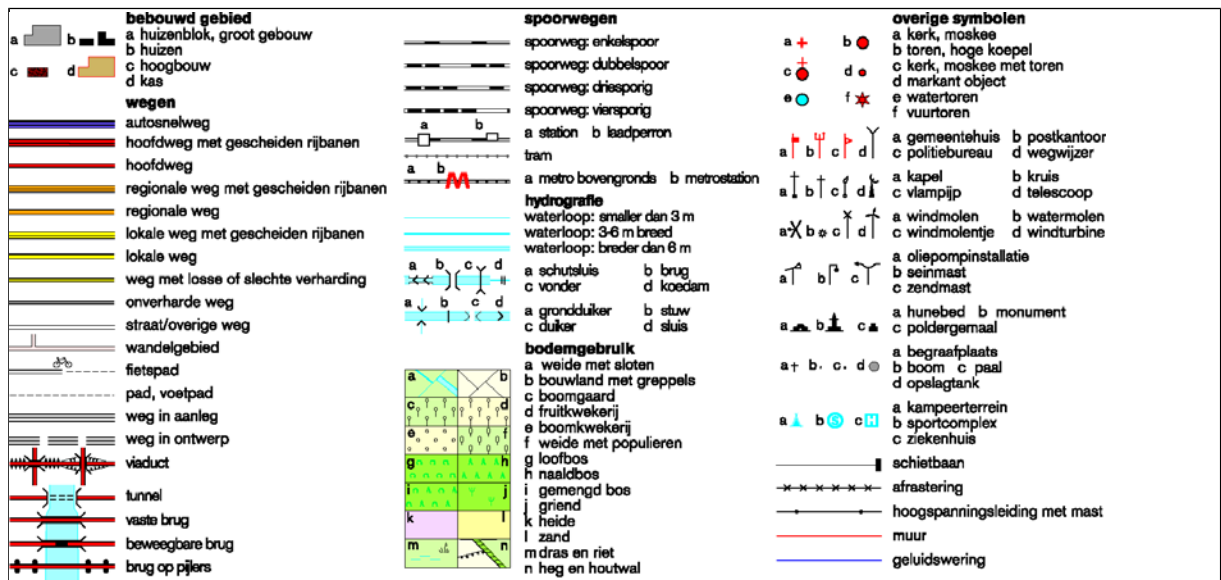 bebouwd gebied
a b a huizenblok, groot gebouw
b huizen
c d c hoogbouw
d kas
wegen
autosnelweg
hoofdweg met gescheiden rijbanen
hoofdweg
regionale weg met gescheiden rijbanen
regionale weg
lokale weg met gescheiden rijbanen
lokale weg
weg met losse of slechte verharding
onverharde weg
straat/overige weg
wandelgebied
fietspad
pad, voetpad
weg in aanleg
weg in ontwerp
viaduct
tunnel
vaste brug
beweegbare brug
brug op pijlers
spoorwegen
spoorweg: enkelspoor
spoorweg: dubbelspoor
spoorweg: driesporig
spoorweg: viersporig
a b
a station b laadperron
tram
a b
M
a metro bovengronds b metrostation
hydrografie
waterloop: smaller dan 3 m
waterloop: 3-6 m breed
waterloop: breder dan 6 m
a b c d a schutsluis b brug
c vonder d koedam
a b c d a grondduiker b stuw
c duiker d sluis
bodemgebruik
a b a weide met sloten
b bouwland met greppels
c d c boomgaard
d fruitkwekerij
e f e boomkwekerij
f weide met populieren
g h g loofbos
h naaldbos
i j i gemengd bos
j griend
k l k heide
l zand
m n m dras en riet
n heg en houtwal
overige symbolen
a b a kerk, moskee
b toren, hoge koepel
c d c kerk, moskee met toren
d markant object
e f e watertoren
f vuurtoren
a b c d a gemeentehuis b postkantoor
c politiebureau d wegwijzer
a b c d a kapel b kruis
c vlampijp d telescoop
a b c d a windmolen b watermolen
c windmolentje d windturbine
a b c a oliepompinstallatie
b seinmast
c zendmast
a b c a hunebed b monument
c poldergemaal
a b c d a begraafplaats
b boom c paal
d opslagtank
a b S c H a kampeerterrein
b sportcomplex
c ziekenhuis
schietbaan
afrastering
hoogspanningsleiding met mast
muur
geluidswering